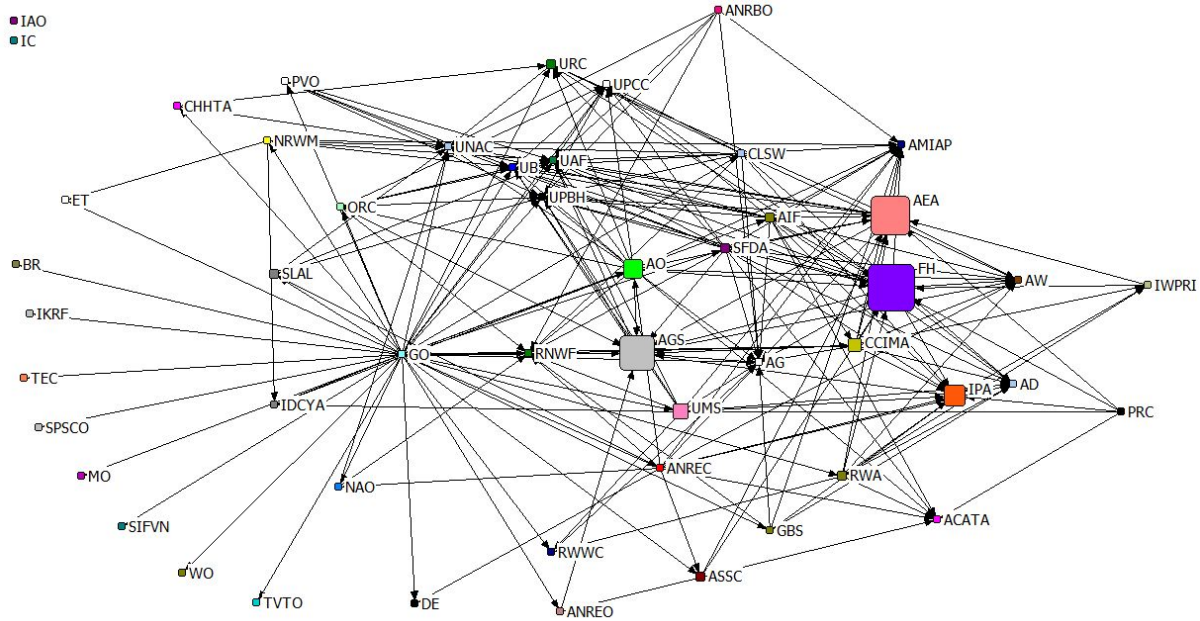 ANRBO
IAO
IC
URC
PVO
UPCC
CHHTA
NRWM
UNAC
CLSW
AMIAP
UAF
UB
ET
UPBH
AEA
ORC
AIF
SFDA
BR
AO
FH
SLAL
AW
IWPRI
IKRF
AGS
CCIMA
GO
RNWF
AG
TEC
AD
IPA
IDCYA
UMS
PRC
SPSCO
ANREC
MO
RWA
NAO
ACATA
SIFVN
GBS
RWWC
WO
ASSC
TVTO
DE
ANREO